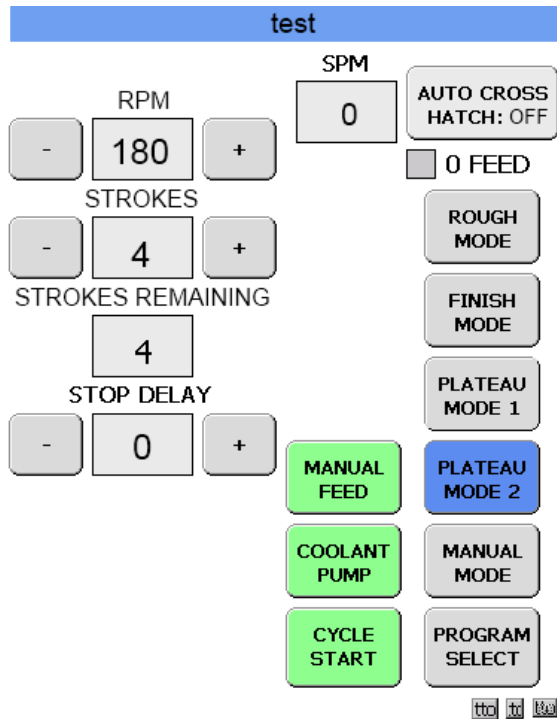 test
SPM
0
AUTO CROSS
HATCH: OFF
RPM
-
180
+
0 FEED
STROKES
-
4
+
ROUGH
MODE
STROKES REMAINING
4
FINISH
MODE
STOP DELAY
-
0
+
PLATEAU
MODE 1
MANUAL
FEED
PLATEAU
MODE 2
COOLANT
PUMP
MANUAL
MODE
CYCLE
START
PROGRAM
SELECT